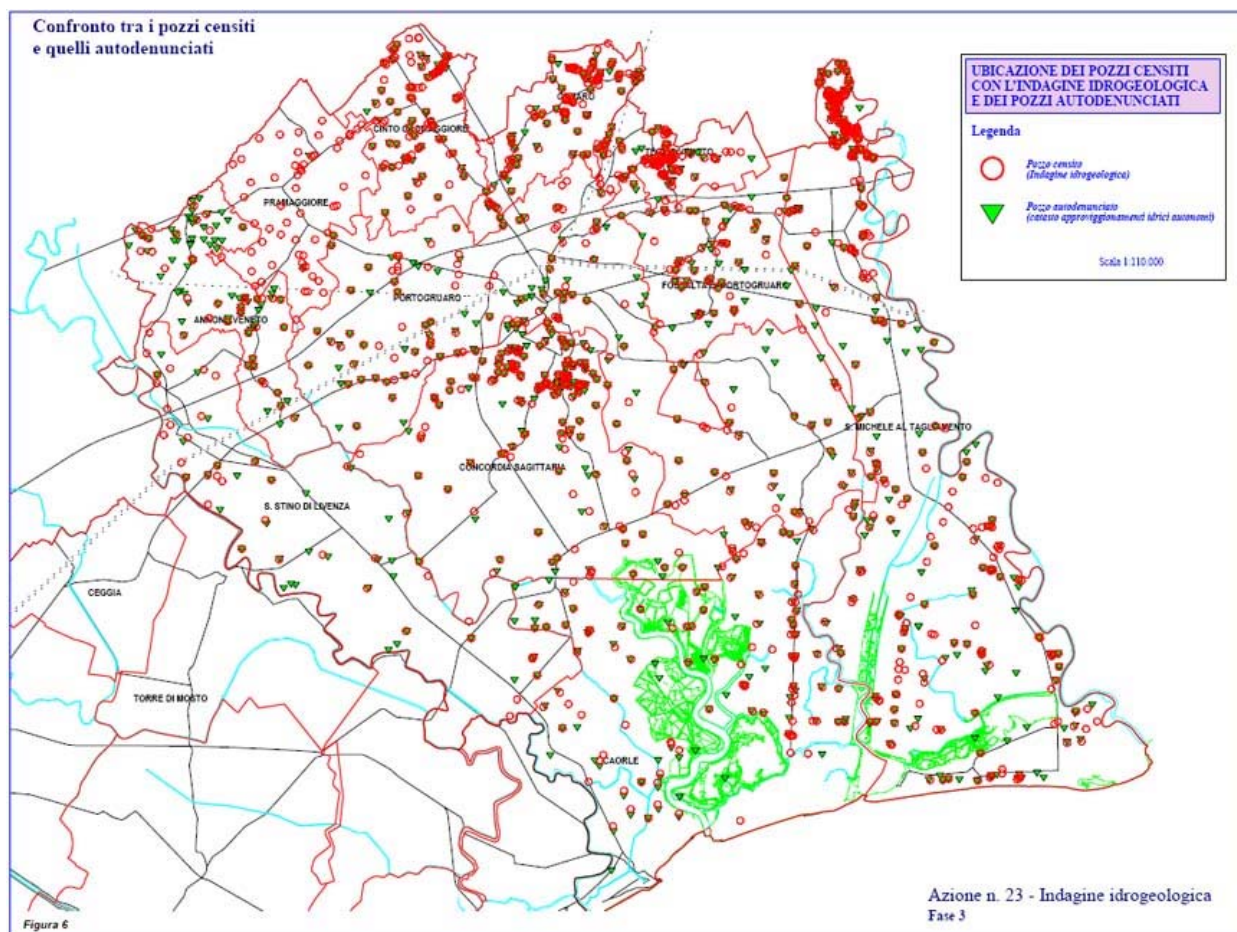 Confronto tra i pozzi censiti
e quelli autodenunciati
UBICAZIONE DEI POZZI CENSITI
CON L'INDAGINE IDROGEOLOGICA
E DEI POZZI AUTODENUNCIATI
Legenda
Pozzo censito
(Indagine idrogeologica)
Pozzo autodenunciato
(catasto approvvigionamenti idrici autonomi)
Scala 1:110.000
CINTO
PRAMAGGIORE
PORTOGRUARO
VENETO
S. MICHELE AL TAGLIAMENTO
CONCORDIA SAGITTARIA
S. STINO DI LIVENZA
CEGGIA
TORRE DI MOSTO
CAORLE
Azione n. 23 - Indagine idrogeologica
Fase 3
Figura 6